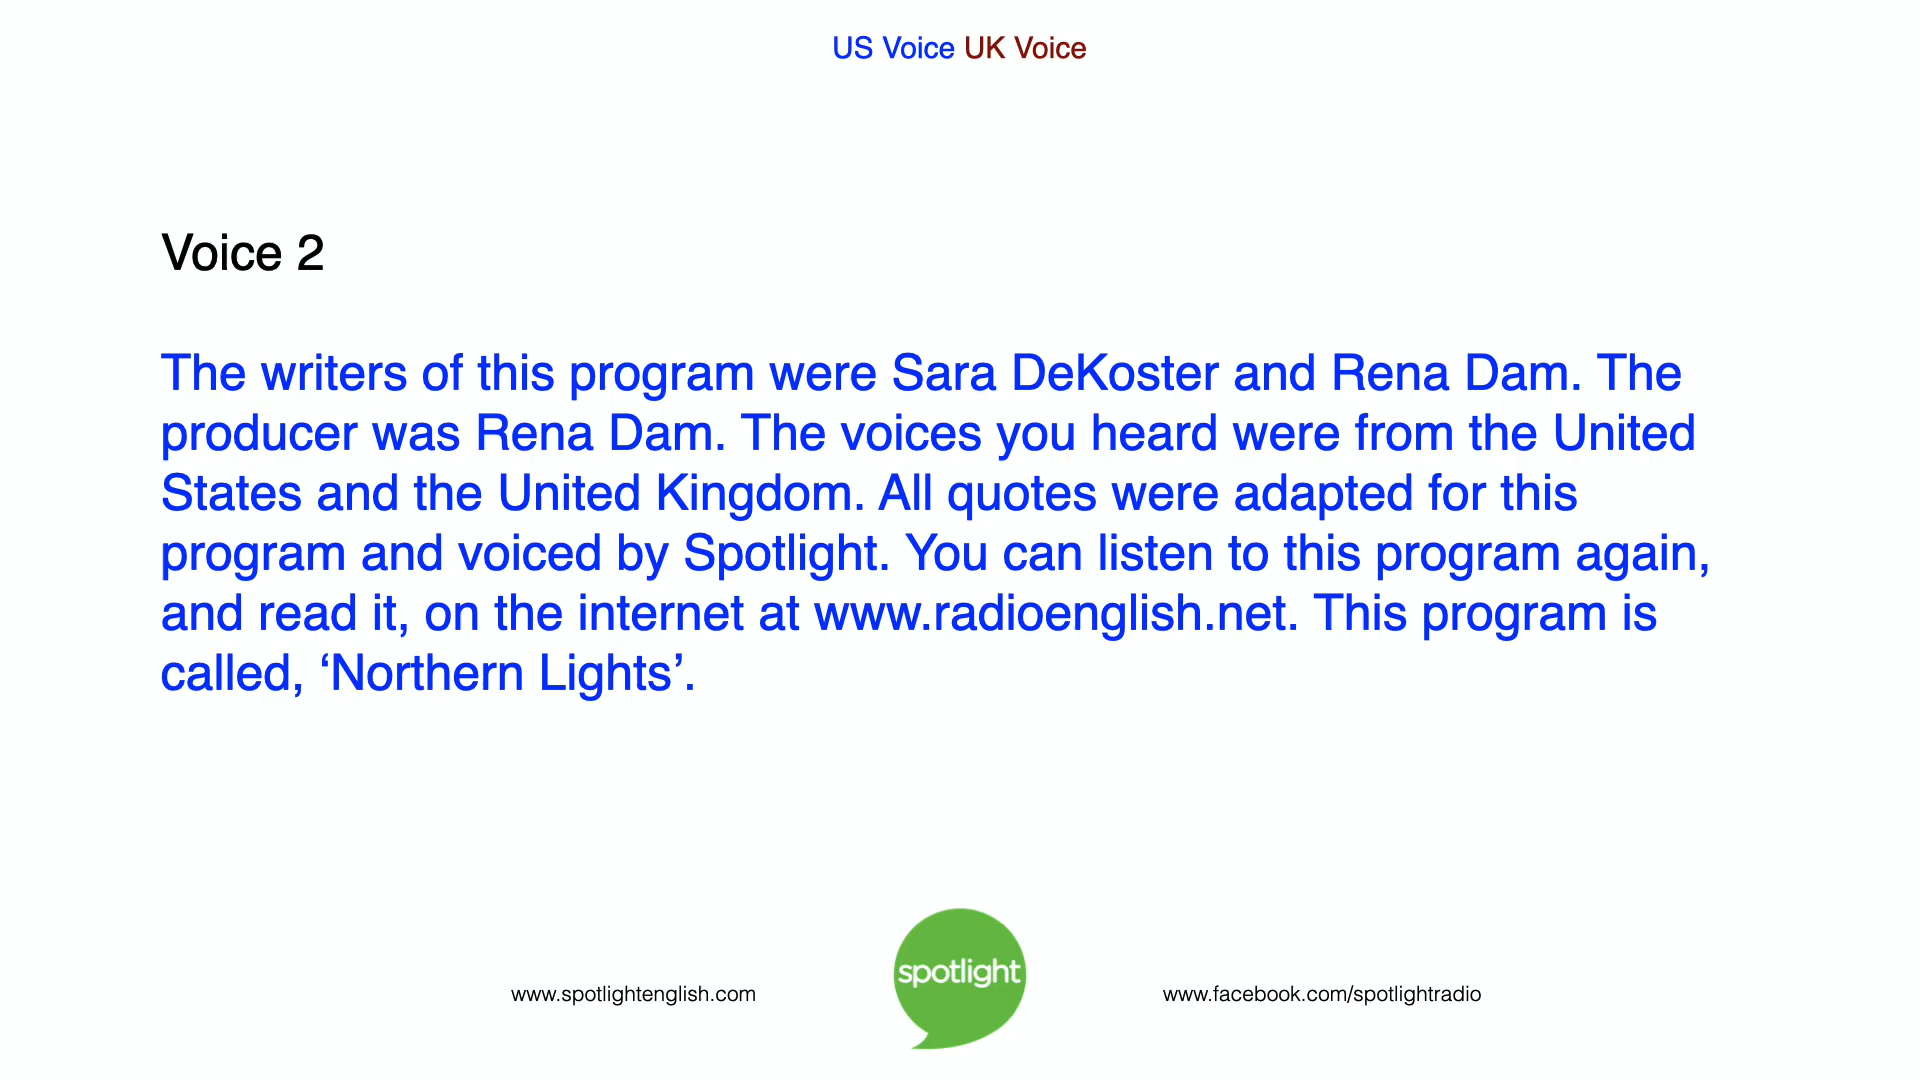 US Voice UK Voice
Voice 2
The writers of this program were Sara DeKoster and Rena Dam. The
producer was Rena Dam. The voices you heard were from the United
States and the United Kingdom. All quotes were adapted for this
program and voiced by Spotlight. You can listen to this program again,
and read it, on the internet at www.radioenglish.net. This program is
called, ‘Northern Lights’.
www.spotlightenglish.com
spotlight
www.facebook.com/spotlightradio